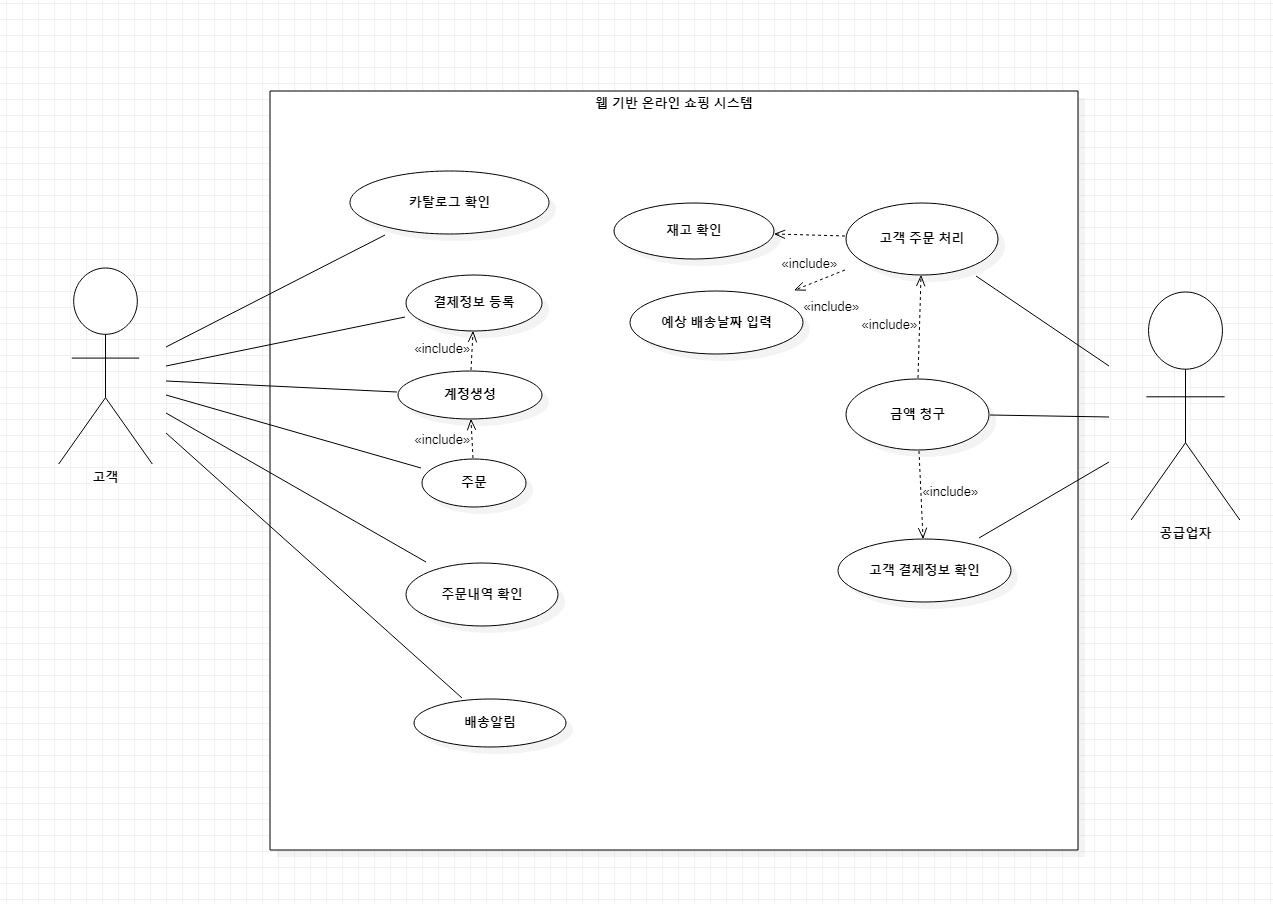 웹 기반 온라인 쇼핑 시스템
카탈로그 확인
결제정보 등록
«include»
계정생성
«include»
주문
주문내역 확인
배송알림
고객
재고 확인
고객 주문 처리
«include»
예상 배송날짜 입력
«include»
«include»
금액 청구
«include»
고객 결제정보 확인
공급업자